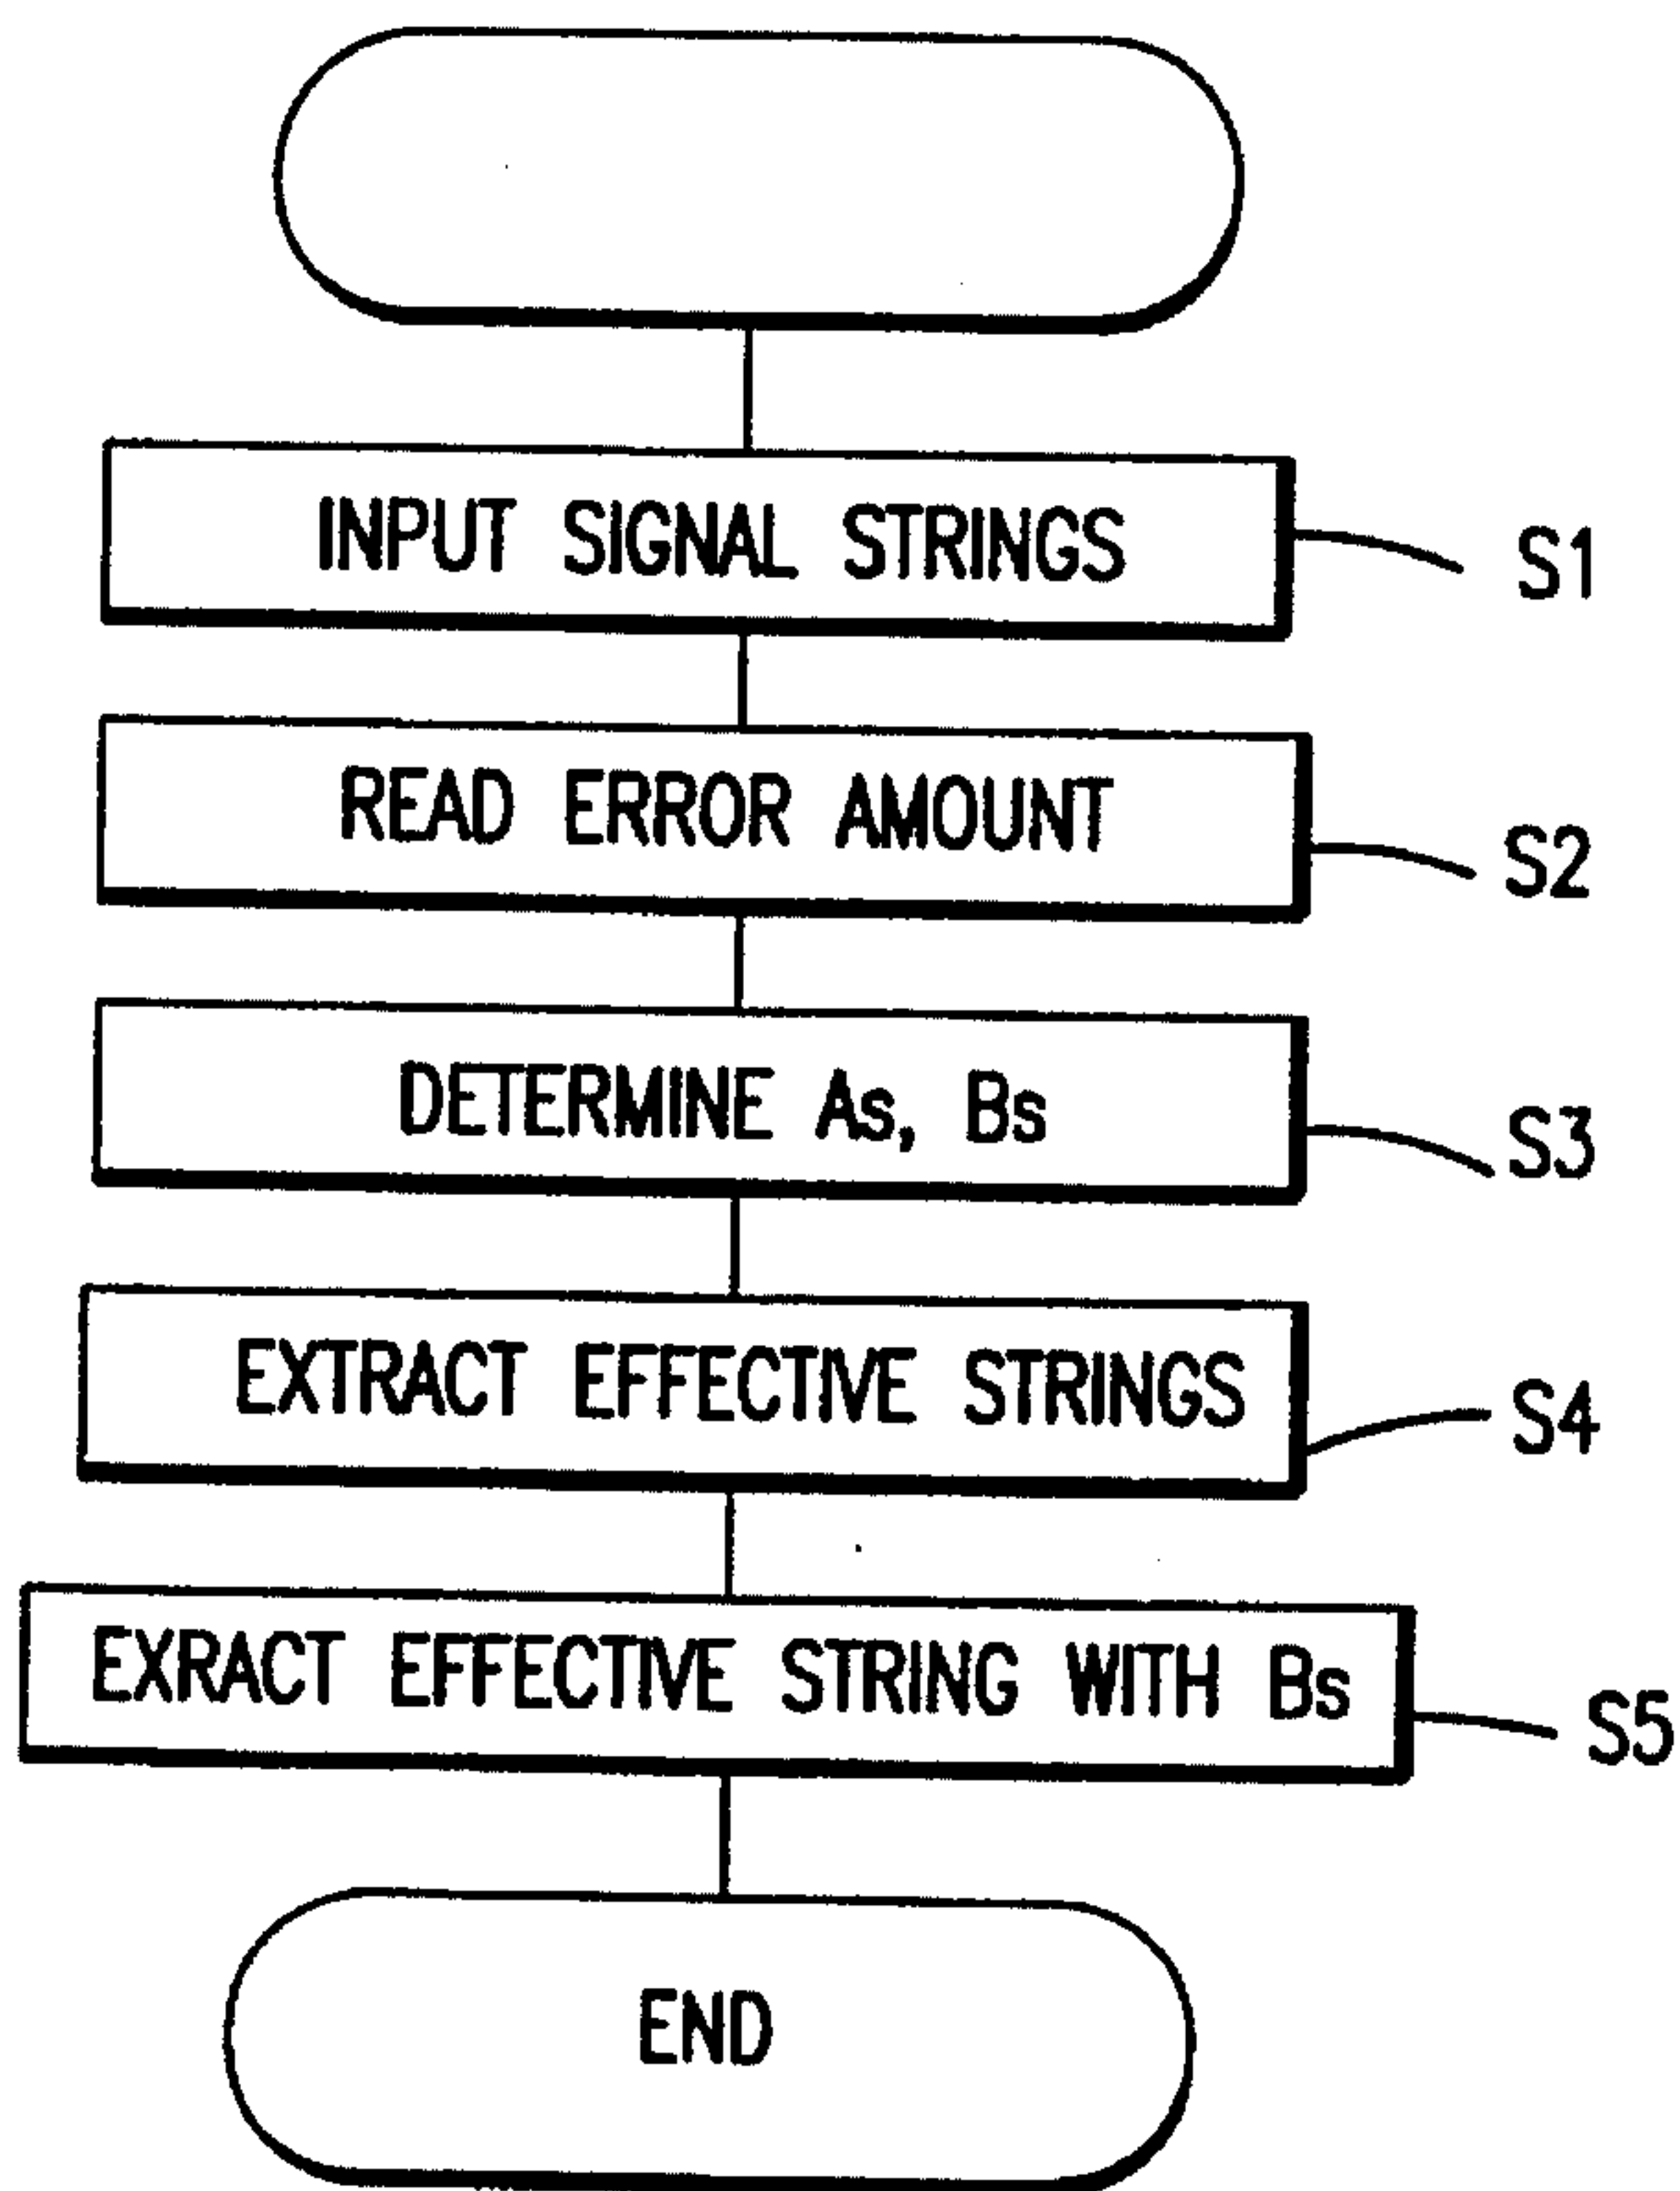 INPUT SIGNAL STRINGS
S1
READ ERROR AMOUNT
S2
DETERMINE As, Bs
S3
EXTRACT EFFECTIVE STRINGS
S4
EXRACT EFFECTIVE STRING WITH Bs
S5
END